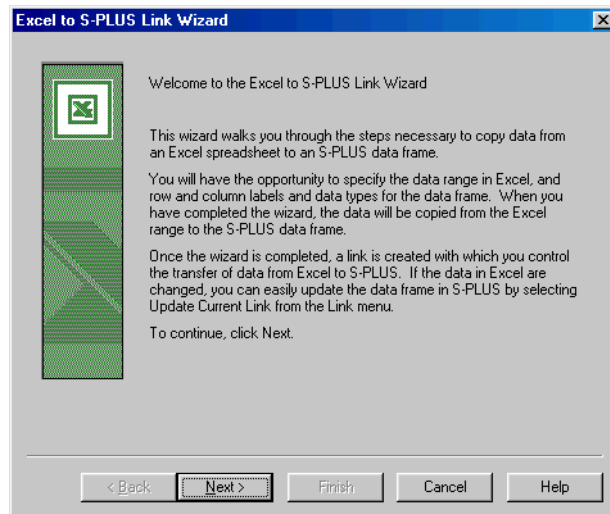 Excel to S-PLUS Link Wizard
Welcome to the Excel to S-PLUS Link Wizard
This wizard walks you through the steps necessary to copy data from
an Excel spreadsheet to an S-PLUS data frame.
You will have the opportunity to specify the data range in Excel, and
row and column labels and data types for the data frame. When you
have completed the wizard, the data will be copied from the Excel
range to the S-PLUS data frame.
Once the wizard is completed, a link is created with which you control
the transfer of data from Excel to S-PLUS. If the data in Excel are
changed, you can easily update the data frame in S-PLUS by selecting
Update Current Link from the Link menu.
To continue, click Next.
< Back Next > Finish Cancel Help